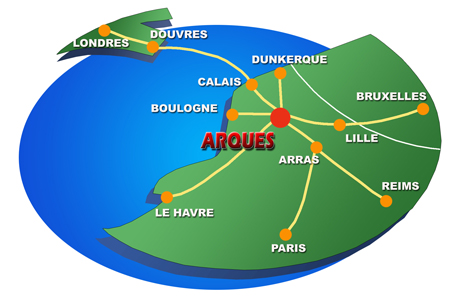 DOUVRES
LONDRES
DUNKERQUE
CALAIS
BRUXELLES
BOULOGNE
LILLE
ARQUES
ARRAS
REIMS
LE HAVRE
PARIS